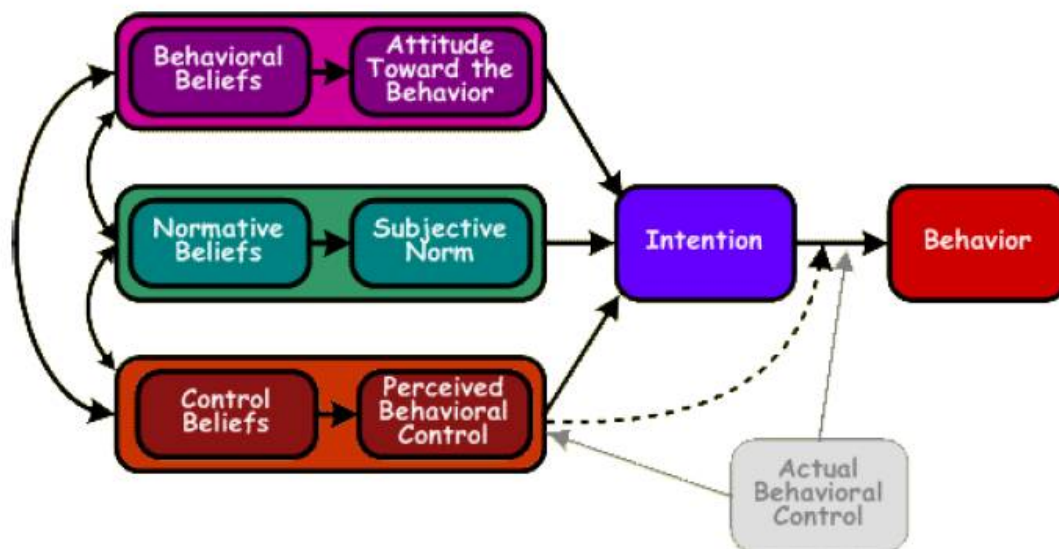 Behavioral
Beliefs
Attitude
Toward the
Behavior
Normative
Beliefs
Subjective
Norm
Intention
Behavior
Control
Beliefs
Perceived
Behavioral
Control
Actual
Behavioral
Control